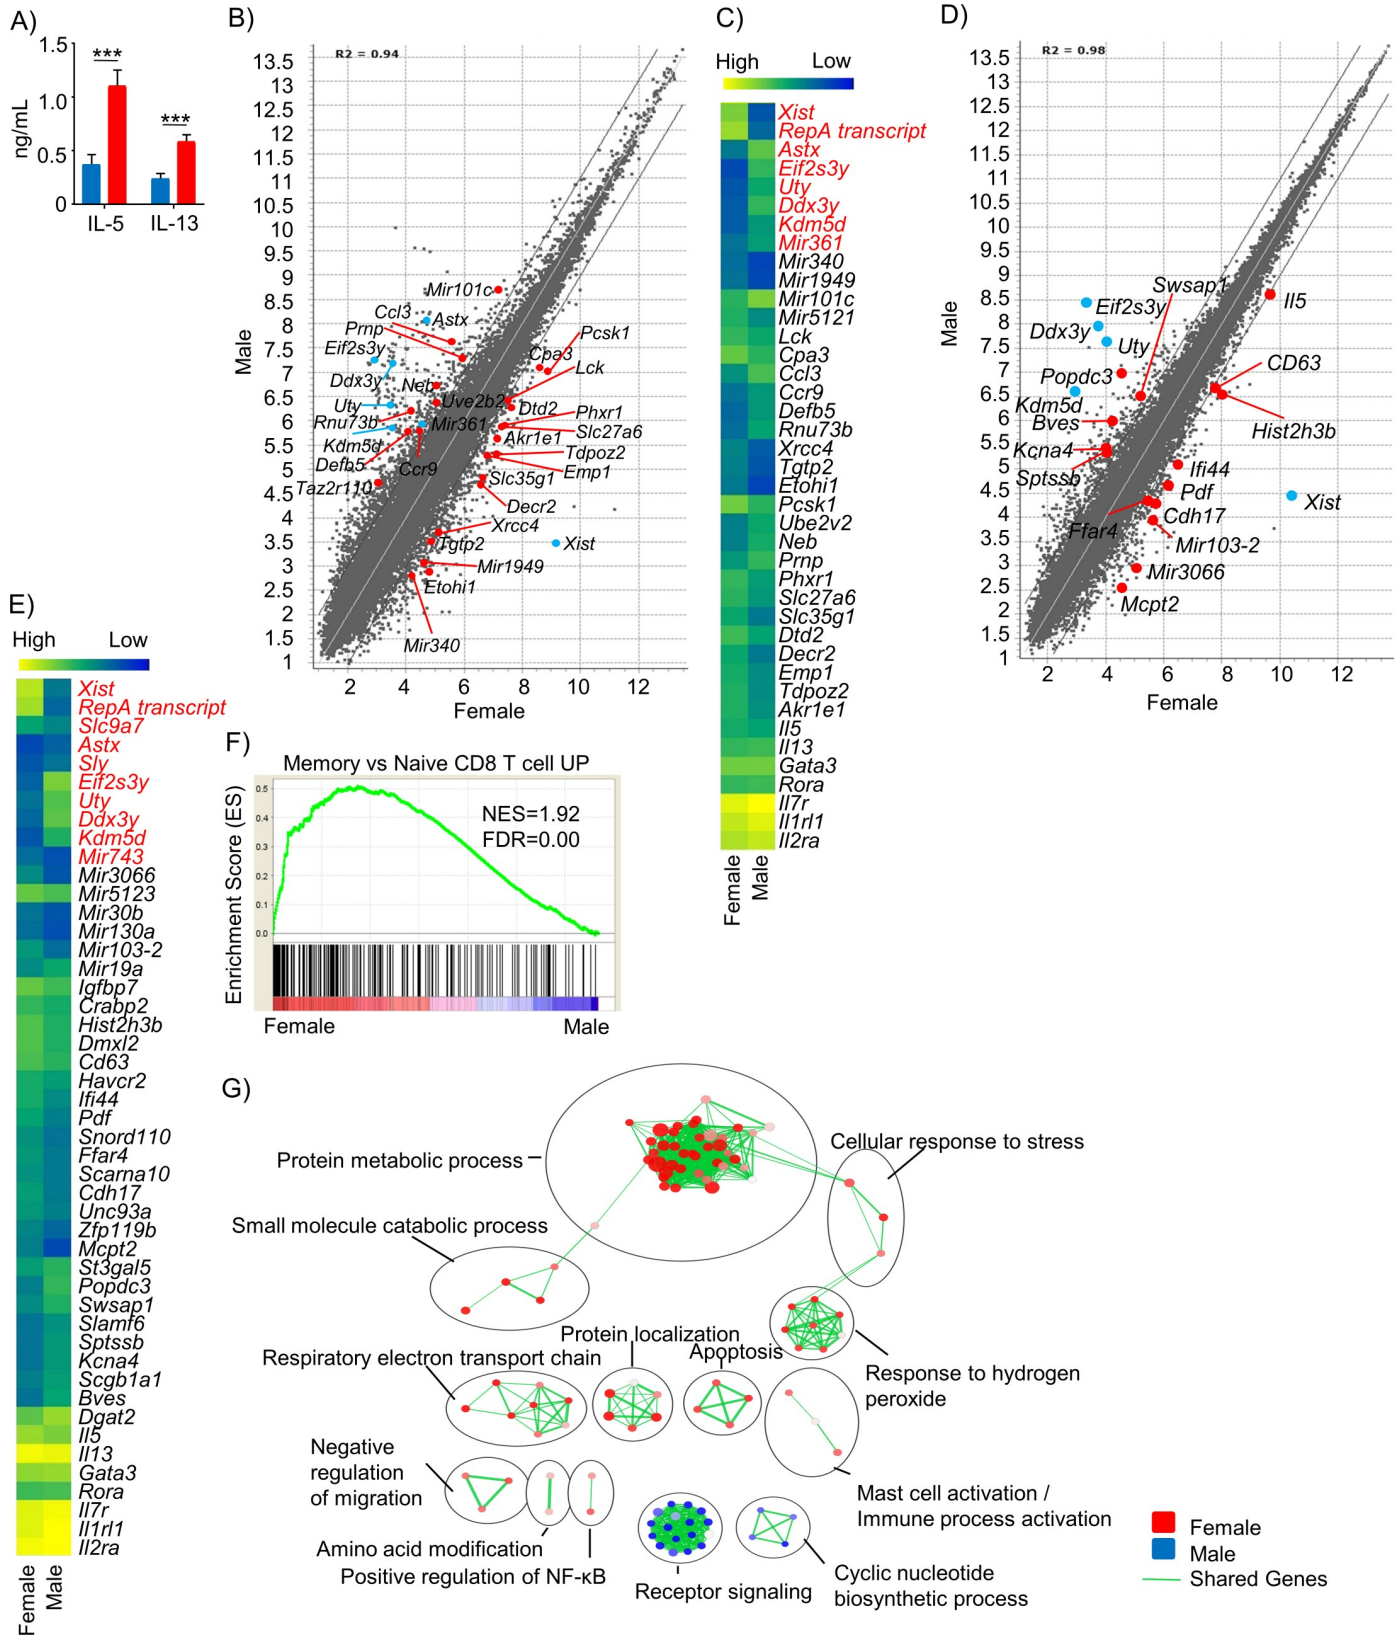 A)
1.5
1.0
0.5
0
ng/mL
***
***
IL-5
IL-13
B)
R2 = 0.94
13.5
13
12.5
12
11.5
11
10.5
10
9.5
9
8.5
8
7.5
7
6.5
6
5.5
5
4.5
4
3.5
3
2.5
2
1.5
1
Male
2
4
6
8
10
12
Female
Mir101c
Ccl3
Astx
Prnp
Eif2s3y
Pcsk1
Cpa3
Lck
Ddx3y
Neb
Uve2b2
Dtd2
Uty
Rnu73b
Mir361
Phxr1
Slc27a6
Kdm5d
Akr1e1
Defb5
Ccr9
Tdpoz2
Emp1
Taz2r110
Slc35g1
Decr2
Xrcc4
Tgtp2
Xist
Mir1949
Etohi1
Mir340
C)
High
Low
Xist
RepA transcript
Astx
Eif2s3y
Uty
Ddx3y
Kdm5d
Mir361
Mir340
Mir1949
Mir101c
Mir5121
Lck
Cpa3
Ccl3
Ccr9
Defb5
Rnu73b
Xrcc4
Tgtp2
Etohi1
Pcsk1
Ube2v2
Neb
Prnp
Phxr1
Slc27a6
Slc35g1
Dtd2
Decr2
Emp1
Tdpoz2
Akr1e1
Il5
Il13
Gata3
Rora
Il7r
Il1rl1
Il2ra
Female
Male
D)
R2 = 0.98
13.5
13
12.5
12
11.5
11
10.5
10
9.5
9
8.5
8
7.5
7
6.5
6
5.5
5
4.5
4
3.5
3
2.5
2
1.5
1
Male
2
4
6
8
10
12
Female
Swsap1
Il5
Eif2s3y
Ddx3y
Uty
CD63
Popdc3
Kdm5d
Bves
Hist2h3b
Kcna4
Ifi44
Sptssb
Pdf
Xist
Ffar4
Cdh17
Mir103-2
Mir3066
Mcpt2
E)
High
Low
Xist
RepA transcript
Slc9a7
Astx
Sly
Eif2s3y
Uty
Ddx3y
Kdm5d
Mir743
Mir3066
Mir5123
Mir30b
Mir130a
Mir103-2
Mir19a
Igfbp7
Crabp2
Hist2h3b
Dmxl2
Cd63
Havcr2
Ifi44
Pdf
Snord110
Ffar4
Scarna10
Cdh17
Unc93a
Zfp119b
Mcpt2
St3gal5
Popdc3
Swsap1
Slamf6
Sptssb
Kcna4
Scgb1a1
Bves
Dgat2
Il5
Il13
Gata3
Rora
Il7r
Il1rl1
Il2ra
Female
Male
F)
Memory vs Naive CD8 T cell UP
Enrichment Score (ES)
0.5
0.4
0.3
0.2
0.1
0.0
NES=1.92
FDR=0.00
Female
Male
G)
Protein metabolic process
Cellular response to stress
Small molecule catabolic process
Protein localization
Apoptosis
Respiratory electron transport chain
Response to hydrogen
peroxide
Negative
regulation
of migration
Mast cell activation /
Immune process activation
Amino acid modification
Positive regulation of NF-κB
Receptor signaling
Cyclic nucleotide
biosynthetic process
Female
Male
Shared Genes